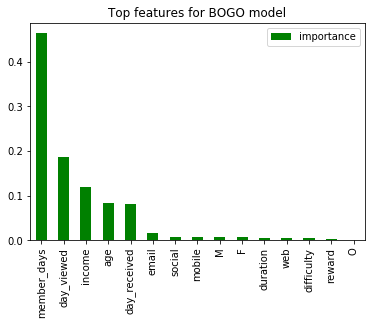 Top features for BOGO model
importance
0.4
0.3
0.2
0.1
0.0
member_days
day_viewed
income
age
day_received
email
social
mobile
M
F
duration
web
difficulty
reward
O